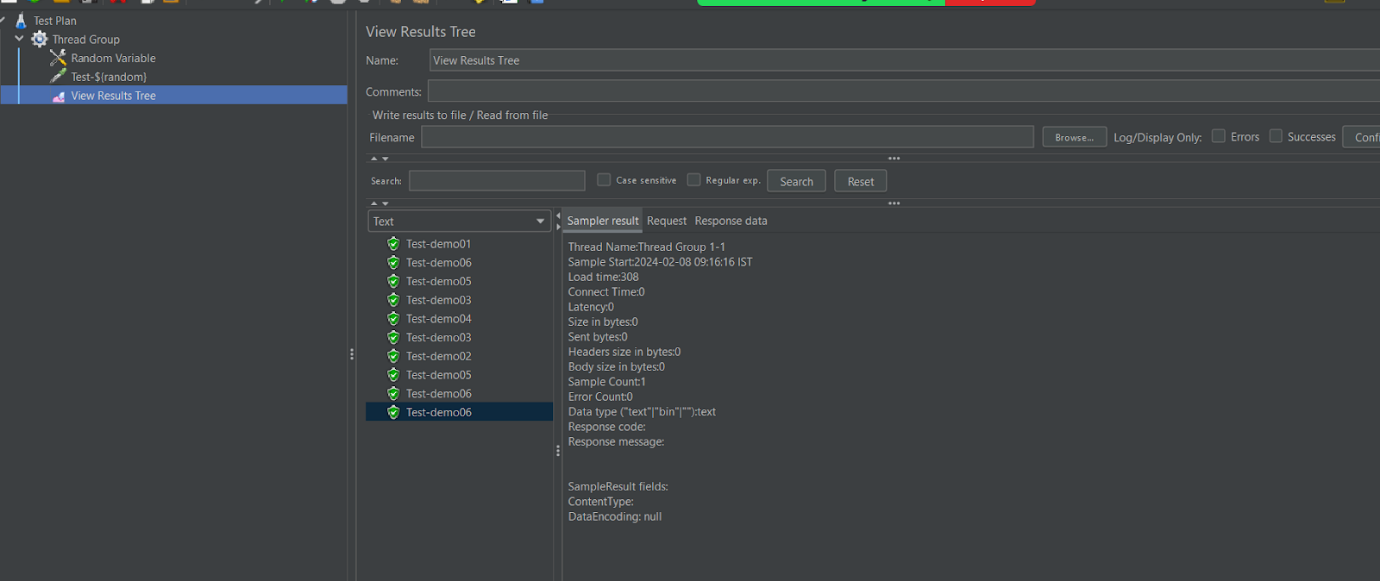 Test Plan
Thread Group
Random Variable
Test-${random}
View Results Tree
View Results Tree
Name: View Results Tree
Comments:
Write results to file / Read from file
Filename Browse... Log/Display Only: Errors Successes Confi
Search: Case sensitive Regular exp. Search Reset
Text
Test-demo01
Test-demo06
Test-demo05
Test-demo03
Test-demo04
Test-demo03
Test-demo02
Test-demo05
Test-demo06
Test-demo06
Sampler result Request Response data
Thread Name:Thread Group 1-1
Sample Start:2024-02-08 09:16:16 IST
Load time:308
Connect Time:0
Latency:0
Size in bytes:0
Sent bytes:0
Headers size in bytes:0
Body size in bytes:0
Sample Count:1
Error Count:0
Data type ("text"|"bin"|""):text
Response code:
Response message:
SampleResult fields:
ContentType:
DataEncoding: null